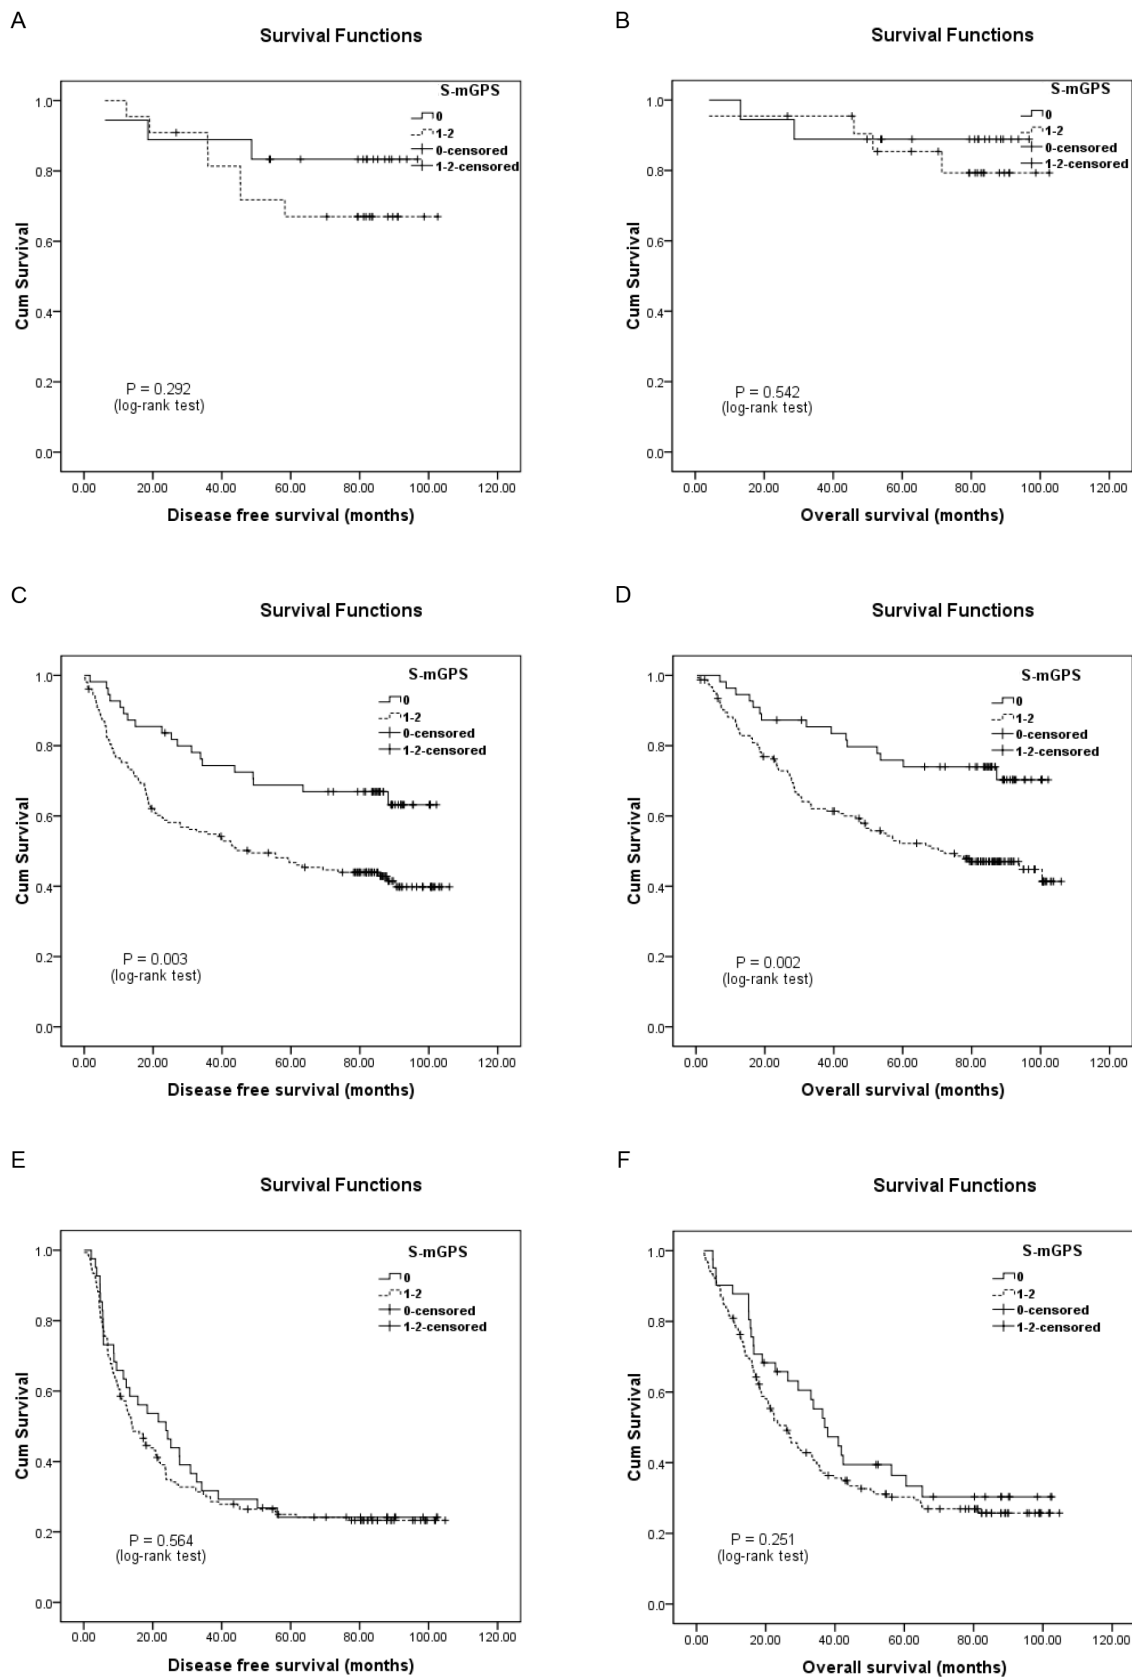 A
Survival Functions
S-mGPS
0
1-2
0-censored
1-2-censored
1.0
0.8
0.6
0.4
0.2
0.0
Cum Survival
P = 0.292
(log-rank test)
0.00 20.00 40.00 60.00 80.00 100.00 120.00
Disease free survival (months)
B
Survival Functions
S-mGPS
0
1-2
0-censored
1-2-censored
1.0
0.8
0.6
0.4
0.2
0.0
Cum Survival
P = 0.542
(log-rank test)
0.00 20.00 40.00 60.00 80.00 100.00 120.00
Overall survival (months)
C
Survival Functions
S-mGPS
0
1-2
0-censored
1-2-censored
1.0
0.8
0.6
0.4
0.2
0.0
Cum Survival
P = 0.003
(log-rank test)
0.00 20.00 40.00 60.00 80.00 100.00 120.00
Disease free survival (months)
D
Survival Functions
S-mGPS
0
1-2
0-censored
1-2-censored
1.0
0.8
0.6
0.4
0.2
0.0
Cum Survival
P = 0.002
(log-rank test)
0.00 20.00 40.00 60.00 80.00 100.00 120.00
Overall survival (months)
E
Survival Functions
S-mGPS
0
1-2
0-censored
1-2-censored
1.0
0.8
0.6
0.4
0.2
0.0
Cum Survival
P = 0.564
(log-rank test)
0.00 20.00 40.00 60.00 80.00 100.00 120.00
Disease free survival (months)
F
Survival Functions
S-mGPS
0
1-2
0-censored
1-2-censored
1.0
0.8
0.6
0.4
0.2
0.0
Cum Survival
P = 0.251
(log-rank test)
0.00 20.00 40.00 60.00 80.00 100.00 120.00
Overall survival (months)